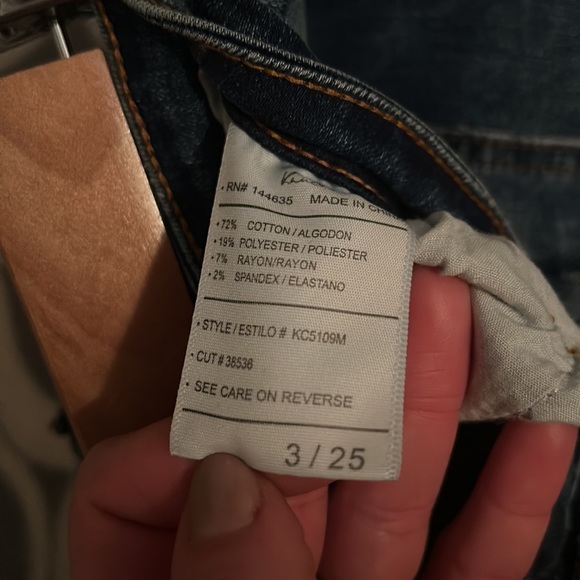 • RN# 144635 MADE IN
• 72% COTTON / ALGODON
• 19% POLYESTER / POLIESTER
• 7% RAYON/RAYON
• 2% SPANDEX / ELASTANO
• STYLE / ESTILO # KC5109M
• CUT # 38536
• SEE CARE ON REVERSE
3 / 25